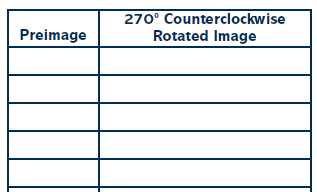 270° Counterclockwise
Preimage Rotated Image